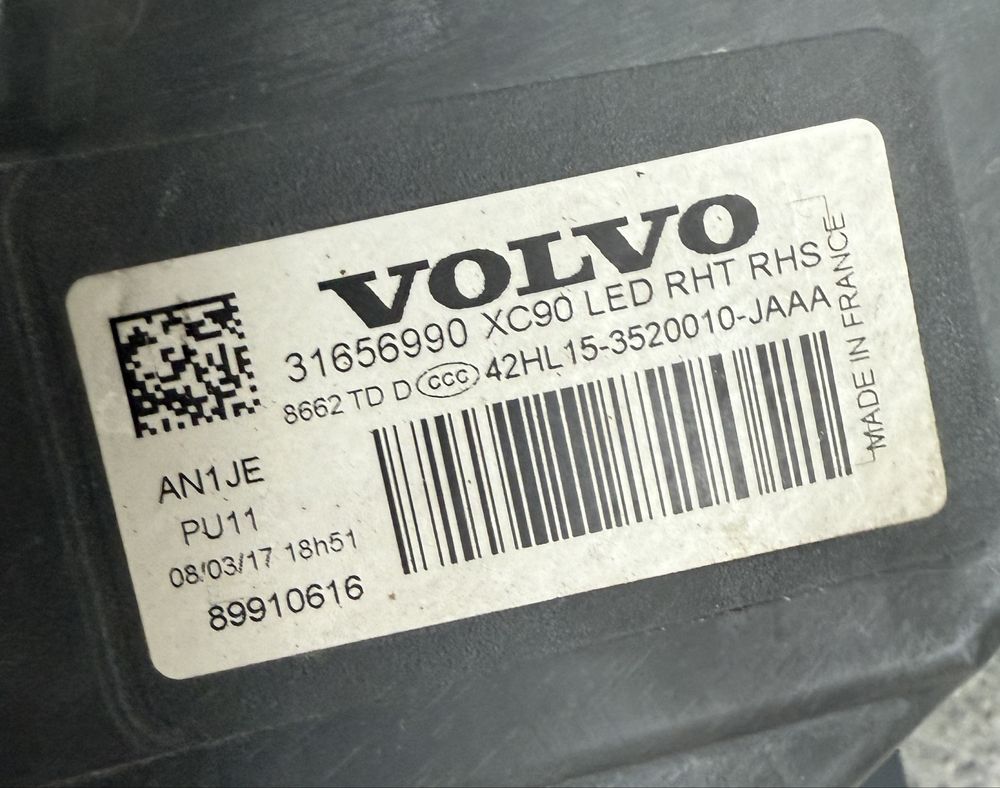 VOLVO
31656990 XC90 LED RHT RHS
8662 TD D CCC 42HL15-3520010-JAAA
MADE IN FRANCE
AN1JE
PU11
08/03/17 18h51
89910616